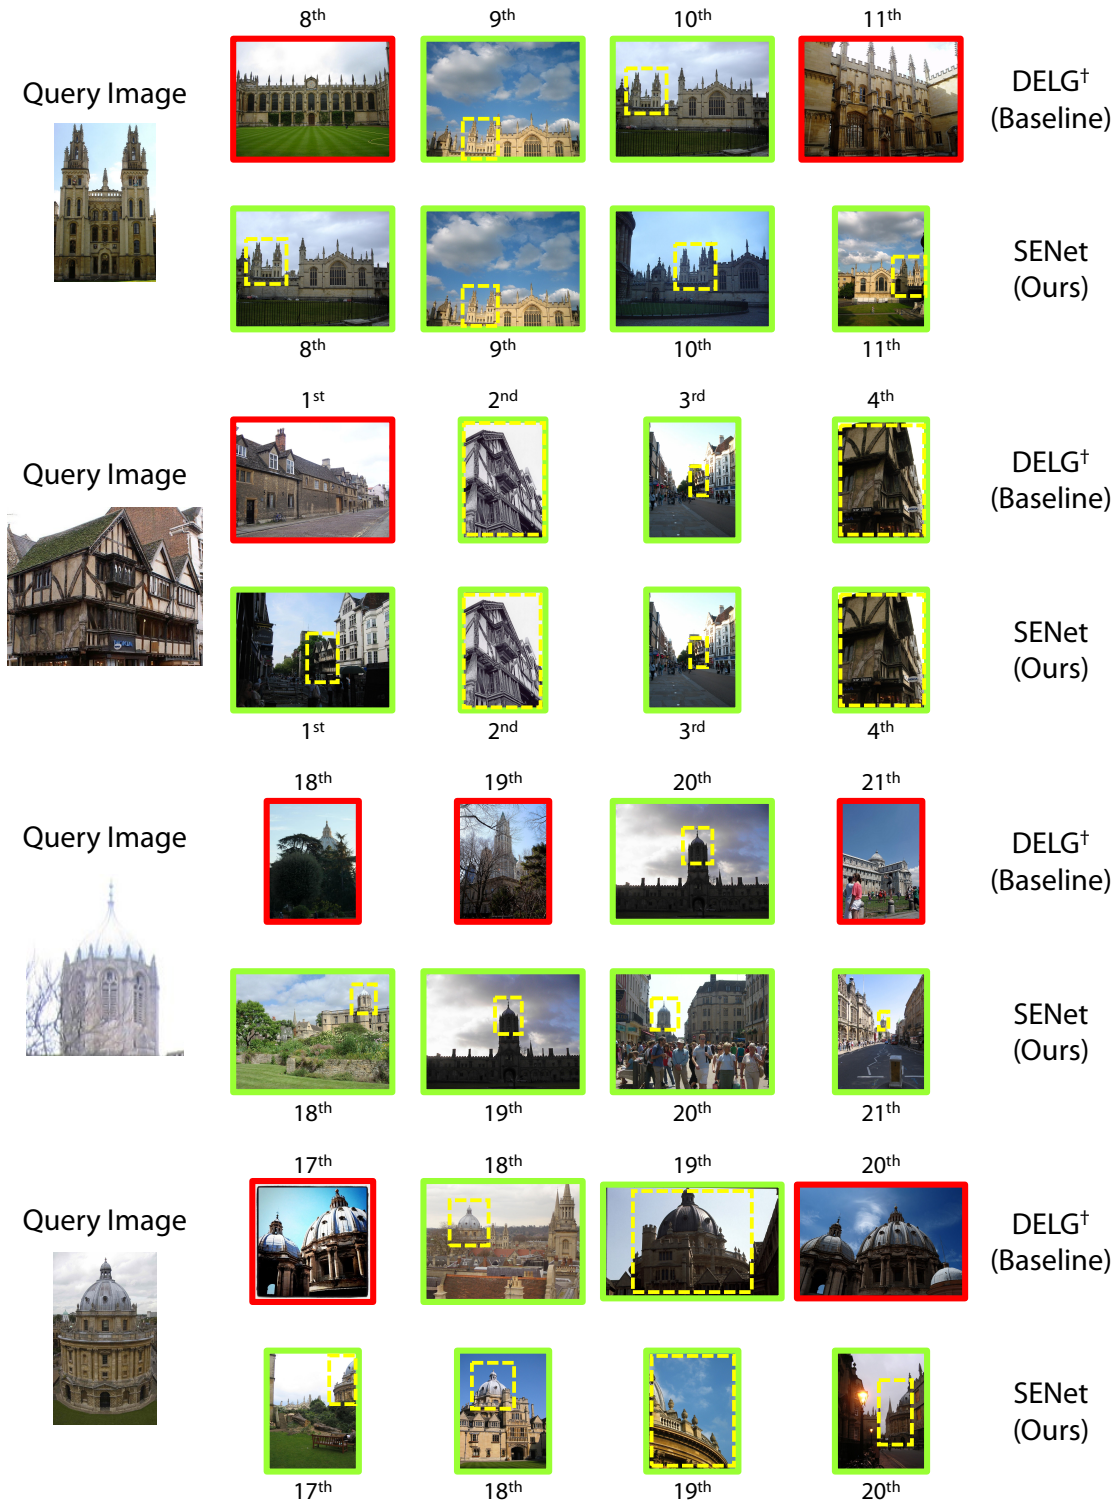 8th 9th 10th 11th
Query Image
DELG†
(Baseline)
SENet
(Ours)
8th 9th 10th 11th
1st 2nd 3rd 4th
Query Image
DELG†
(Baseline)
SENet
(Ours)
1st 2nd 3rd 4th
18th 19th 20th 21th
Query Image
DELG†
(Baseline)
SENet
(Ours)
18th 19th 20th 21th
17th 18th 19th 20th
Query Image
DELG†
(Baseline)
SENet
(Ours)
17th 18th 19th 20th